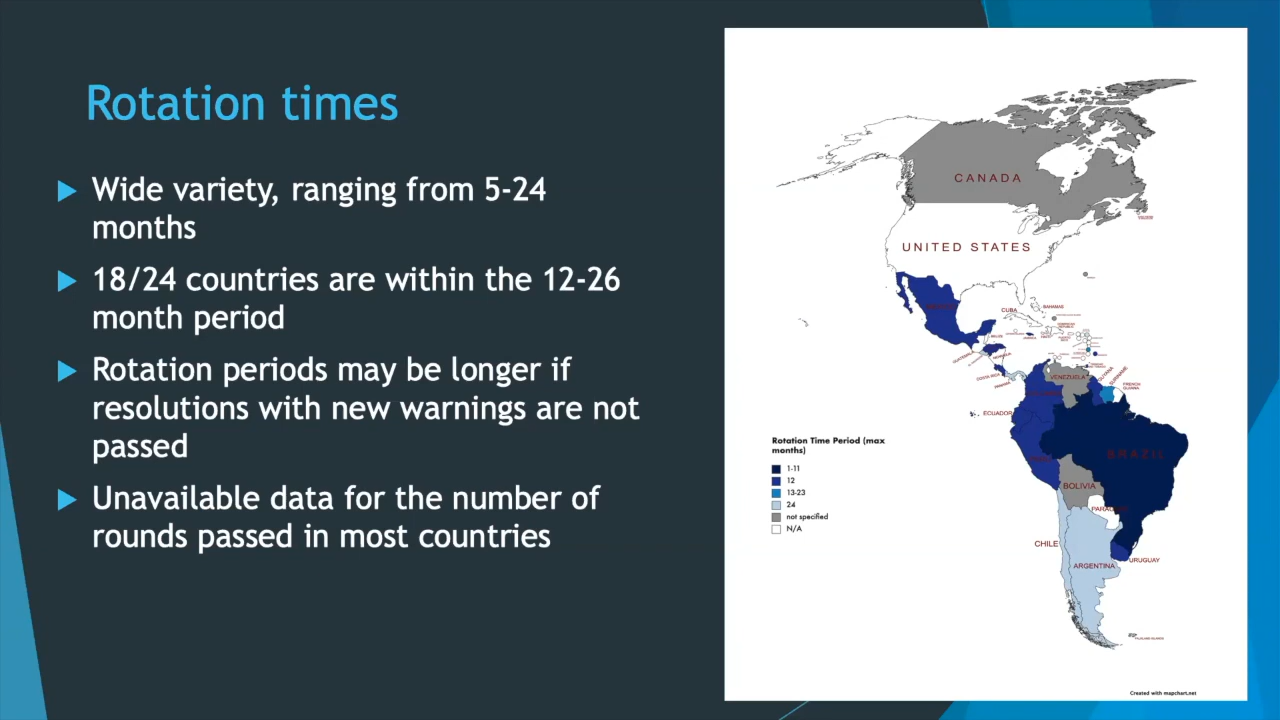 Rotation times
Wide variety, ranging from 5-24
months
18/24 countries are within the 12-26
month period
Rotation periods may be longer if
resolutions with new warnings are not
passed
Unavailable data for the number of
rounds passed in most countries
CANADA
UNITED STATES
CUBA
BAHAMAS
COSTA RICA
VENEZUELA
GUYANA
SURINAME
FRENCH
GUIANA
ECUADOR
BRAZIL
BOLIVIA
CHILE
ARGENTINA
URUGUAY
FALKLAND ISLANDS
Rotation Time Period (max
months)
1-11
12
13-23
24
not specified
N/A
Created with mapchart.net